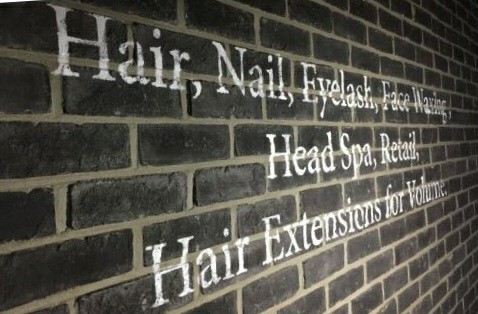 Hair, Nail, Eyelash, Face Waxing,
Head Spa, Retail,
Hair Extensions for Volume.